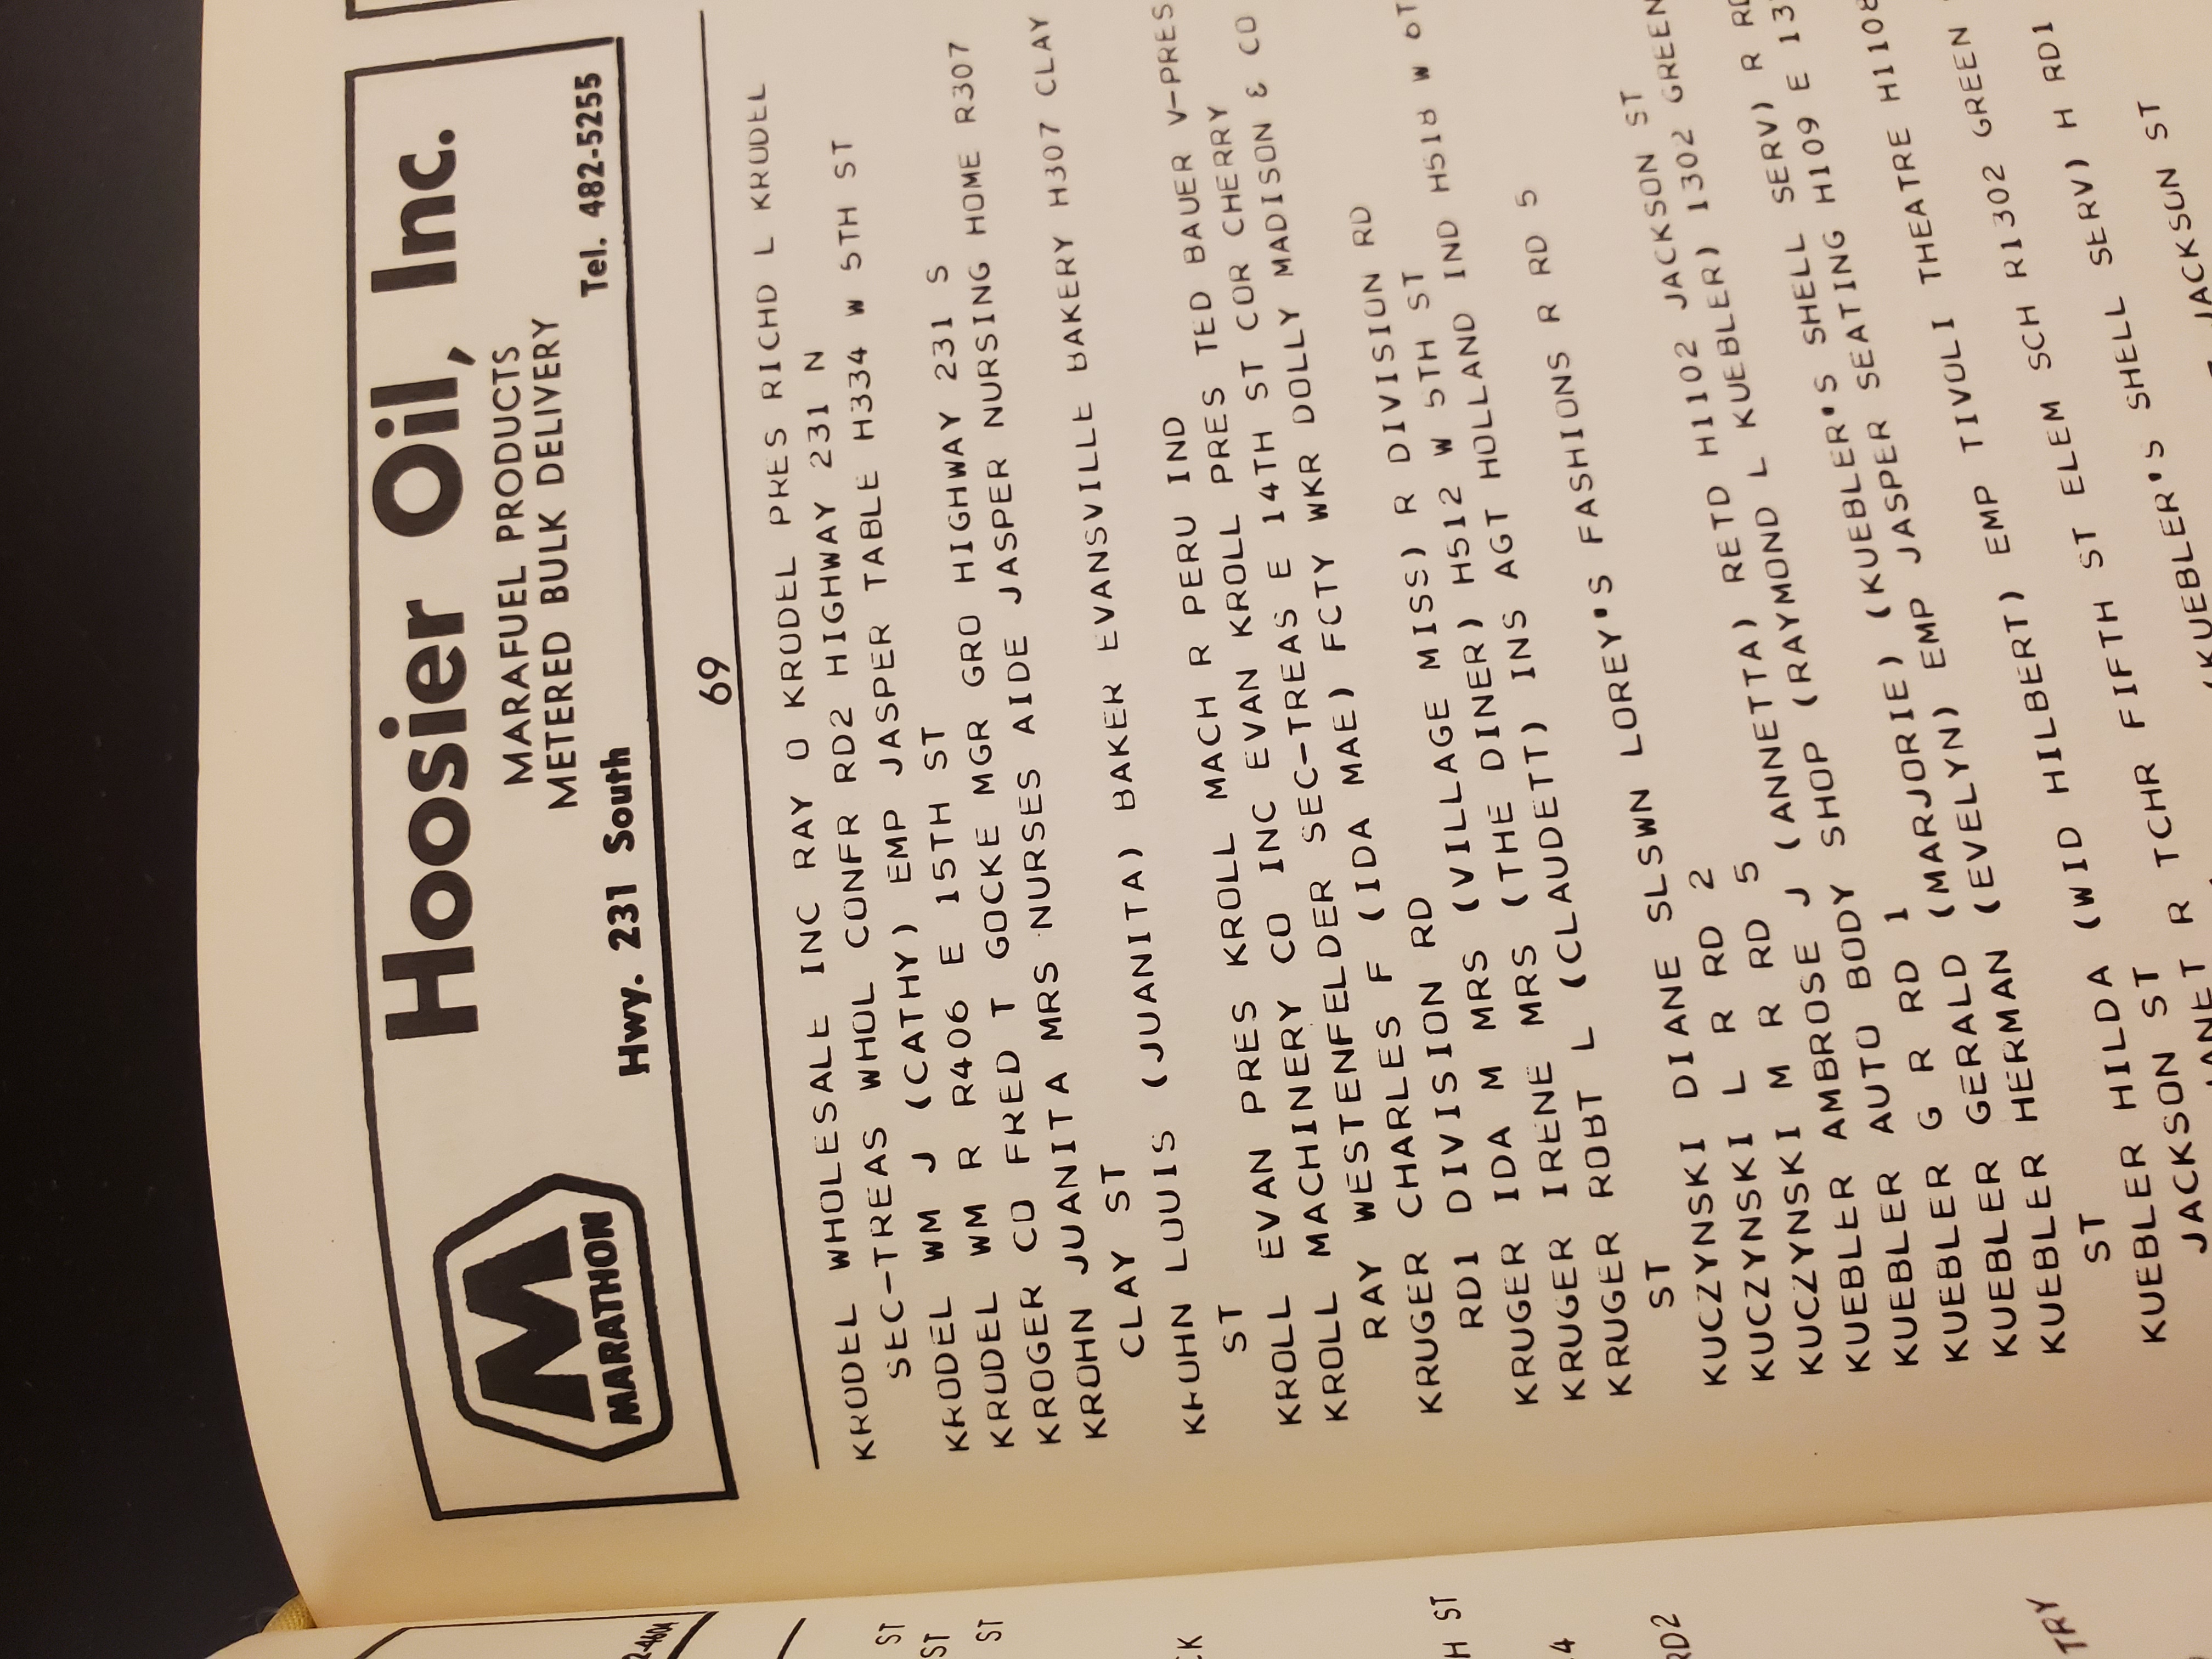 Hoosier Oil, Inc.
MARAFUEL PRODUCTS
METERED BULK DELIVERY
M
MARATHON
Hwy. 231 South Tel. 482-5255
69
KRODEL WHOLESALE INC RAY O KRODEL PRES RICHD L KRODEL
SEC-TREAS WHOL CONFR RD2 HIGHWAY 231 N
KRODEL WM J (CATHY) EMP JASPER TABLE H334 W 5TH ST
KRODEL WM R R406 E 15TH ST
KROGER CO FRED T GOCKE MGR GRO HIGHWAY 231 S
KROHN JUANITA MRS NURSES AIDE JASPER NURSING HOME R307
CLAY ST
KROHN LOUIS (JUANITA) BAKER EVANSVILLE BAKERY H307 CLAY
ST
KROLL EVAN PRES KROLL MACH R PERU IND
KROLL MACHINERY CO INC EVAN KROLL PRES TED BAUER V-PRES
RAY WESTENFELDER SEC-TREAS E 14TH ST COR CHERRY
KRUGER CHARLES F (IDA MAE) FCTY WKR DOLLY MADISON & CO
RD1 DIVISION RD
KRUGER IDA M MRS (VILLAGE MISS) R DIVISION RD
KRUGER IRENE MRS (THE DINER) H512 W 5TH ST
KRUGER ROBT L (CLAUDETT) INS AGT HOLLAND IND H518 W 6T
ST
KUCZYNSKI DIANE SLSWN LOREY'S FASHIONS R RD 5
KUCZYNSKI L R RD 2
KUCZYNSKI M R RD 5
KUEBLER AMBROSE J (ANNETTA) RETD H1102 JACKSON ST
KUEBLER AUTO BODY SHOP (RAYMOND L KUEBLER) 1302 GREEN
KUEBLER G R RD 1
KUEBLER GERALD (MARJORIE) (KUEBLER'S SHELL SERV) R RD
KUEBLER HERMAN (EVELYN) EMP JASPER SEATING H109 E 13
ST
KUEBLER HILDA (WID HILBERT) EMP TIVOLI THEATRE H1108
JACKSON ST
R TCHR FIFTH ST ELEM SCH R1302 GREEN
SHELL SERV) H RD1
JACKSON ST
ST
ST
ST
CK
H ST
4
RD2
TRY